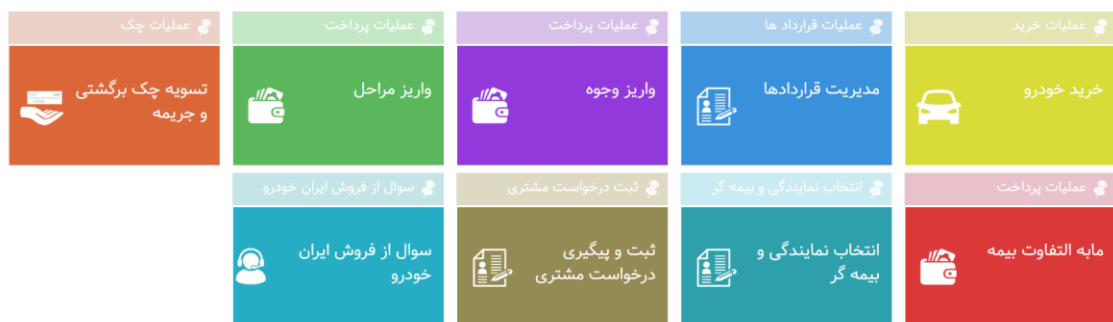 عملیات خرید
خرید خودرو
عملیات قرارداد ها
مدیریت قراردادها
عملیات پرداخت
واریز وجوه
عملیات پرداخت
واریز مراحل
عملیات چک
تسویه چک برگشتی
و جریمه
عملیات پرداخت
مابه التفاوت بیمه
انتخاب نمایندگی و بیمه گر
انتخاب نمایندگی و
بیمه گر
ثبت درخواست مشتری
ثبت و پیگیری
درخواست مشتری
سوال از فروش ایران خودرو
سوال از فروش ایران
خودرو